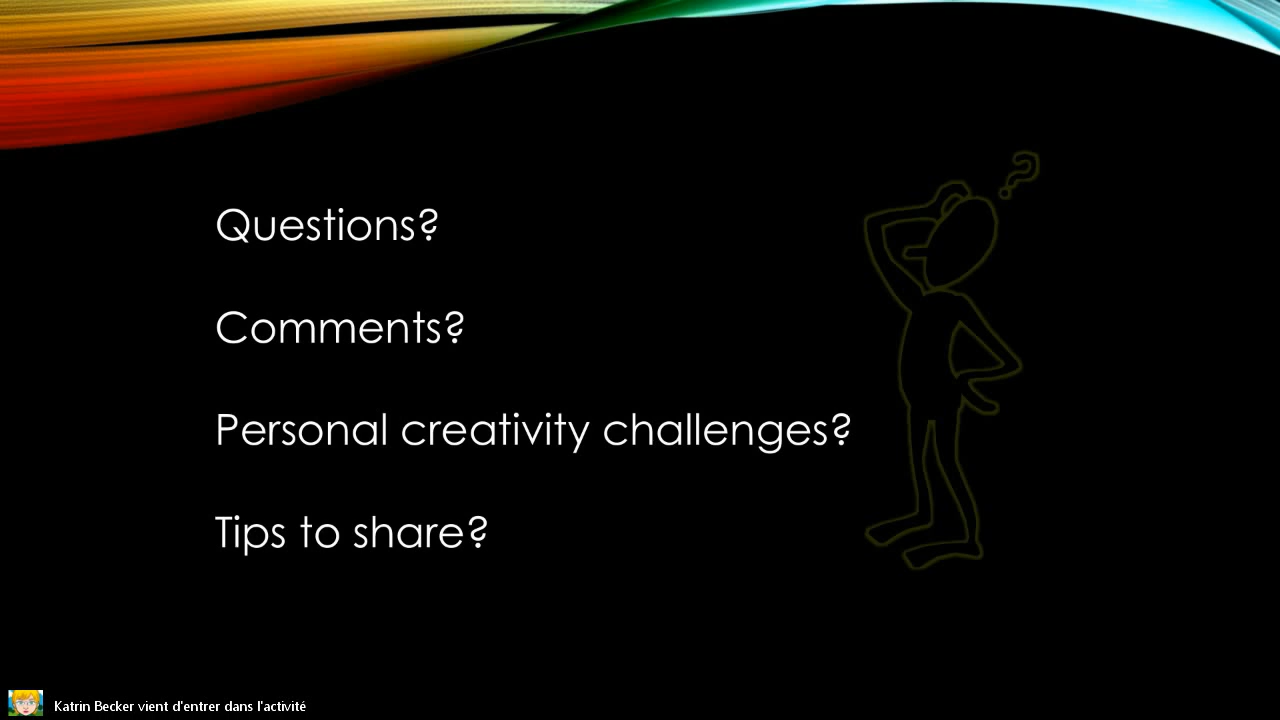 Questions?
Comments?
Personal creativity challenges?
Tips to share?
?
Katrin Becker vient d'entrer dans l'activité